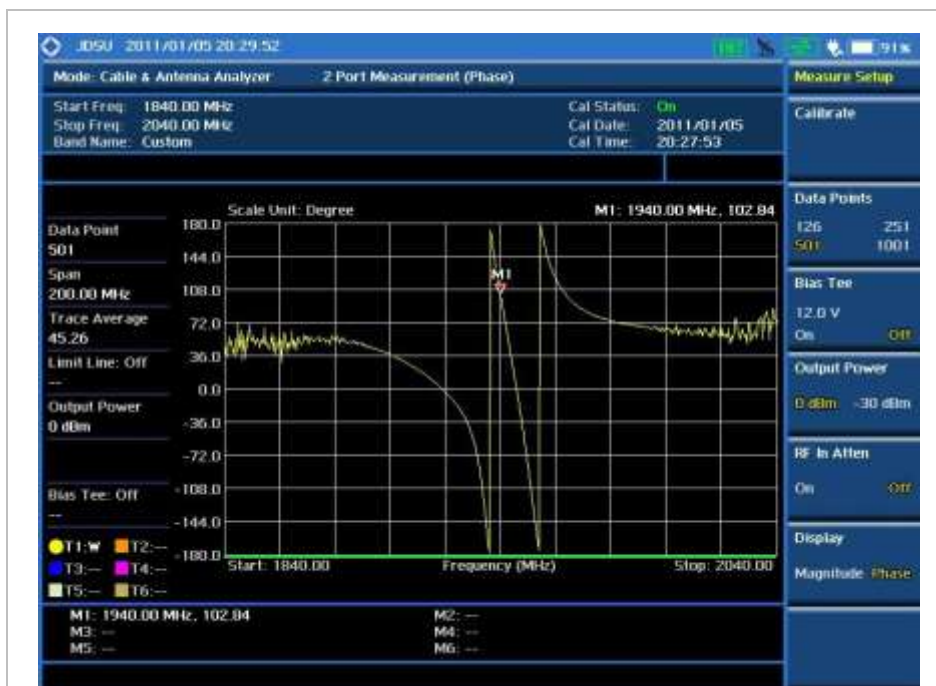 JDSU 2011/01/05 20:29:52
91%
Mode: Cable & Antenna Analyzer 2 Port Measurement (Phase)
Measure Setup
Start Freq: 1840.00 MHz
Stop Freq: 2040.00 MHz
Band Name: Custom
Cal Status: On
Cal Date: 2011/01/05
Cal Time: 20:27:53
Calibrate
Scale Unit: Degree
M1: 1940.00 MHz, 102.84
Data Point
501
Span
200.00 MHz
Trace Average
45.26
Limit Line: Off
--
Output Power
0 dBm
Bias Tee: Off
--
T1:W T2:--
T3:-- T4:--
T5:-- T6:--
180.0
144.0
108.0
72.0
36.0
0.0
-36.0
-72.0
-108.0
-144.0
-180.0
M1
Start: 1840.00 Frequency (MHz) Stop: 2040.00
Data Points
126 251
501 1001
Bias Tee
12.0 V
On Off
Output Power
0 dBm -30 dBm
RF In Atten
On Off
Display
Magnitude Phase
M1: 1940.00 MHz, 102.84 M2: --
M3: -- M4: --
M5: -- M6: --